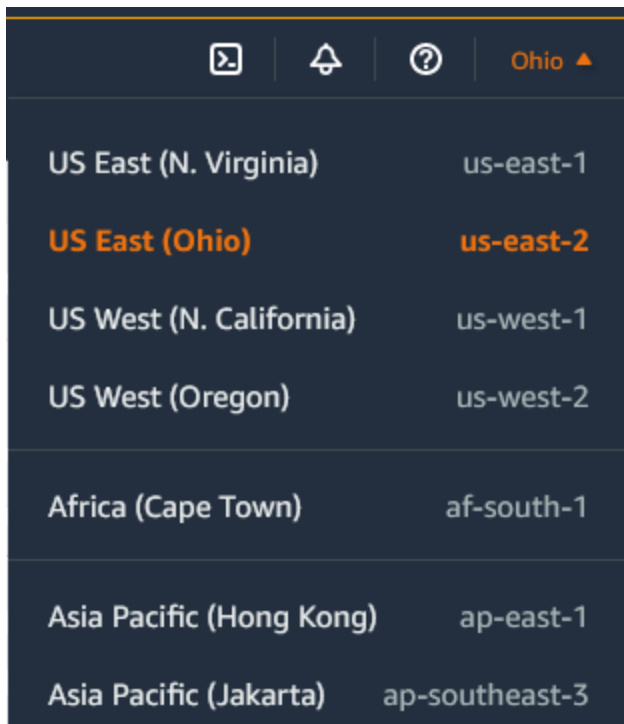 Ohio ▲
US East (N. Virginia) us-east-1
US East (Ohio) us-east-2
US West (N. California) us-west-1
US West (Oregon) us-west-2
Africa (Cape Town) af-south-1
Asia Pacific (Hong Kong) ap-east-1
Asia Pacific (Jakarta) ap-southeast-3